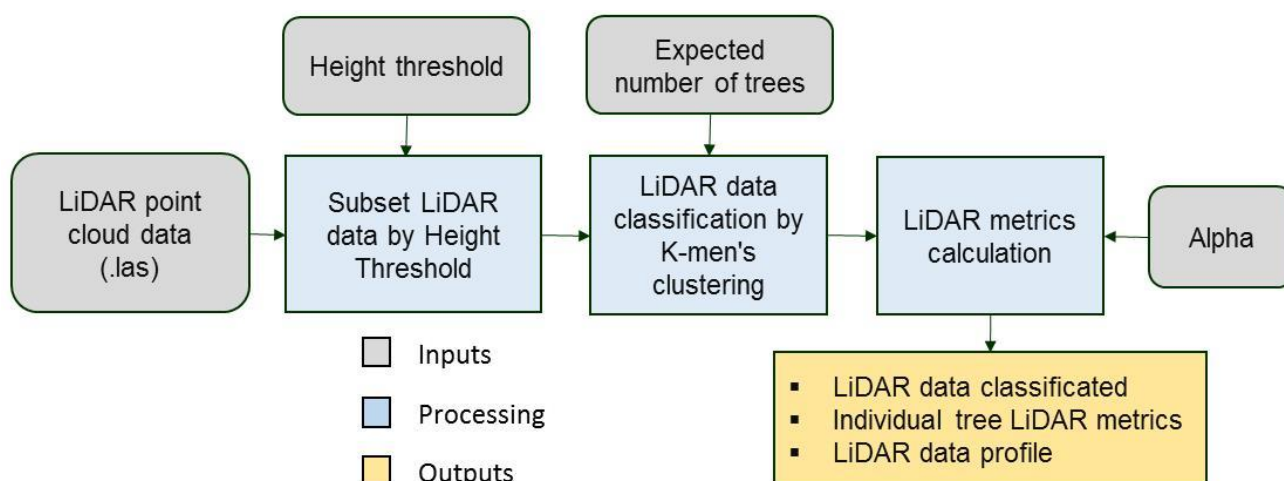 Height threshold
Expected
number of trees
LiDAR point
cloud data
(.las)
Subset LiDAR
data by Height
Threshold
LiDAR data
classification by
K-men's
clustering
LiDAR metrics
calculation
Alpha
Inputs
Processing
Outputs
▪ LiDAR data classificated
▪ Individual tree LiDAR metrics
▪ LiDAR data profile